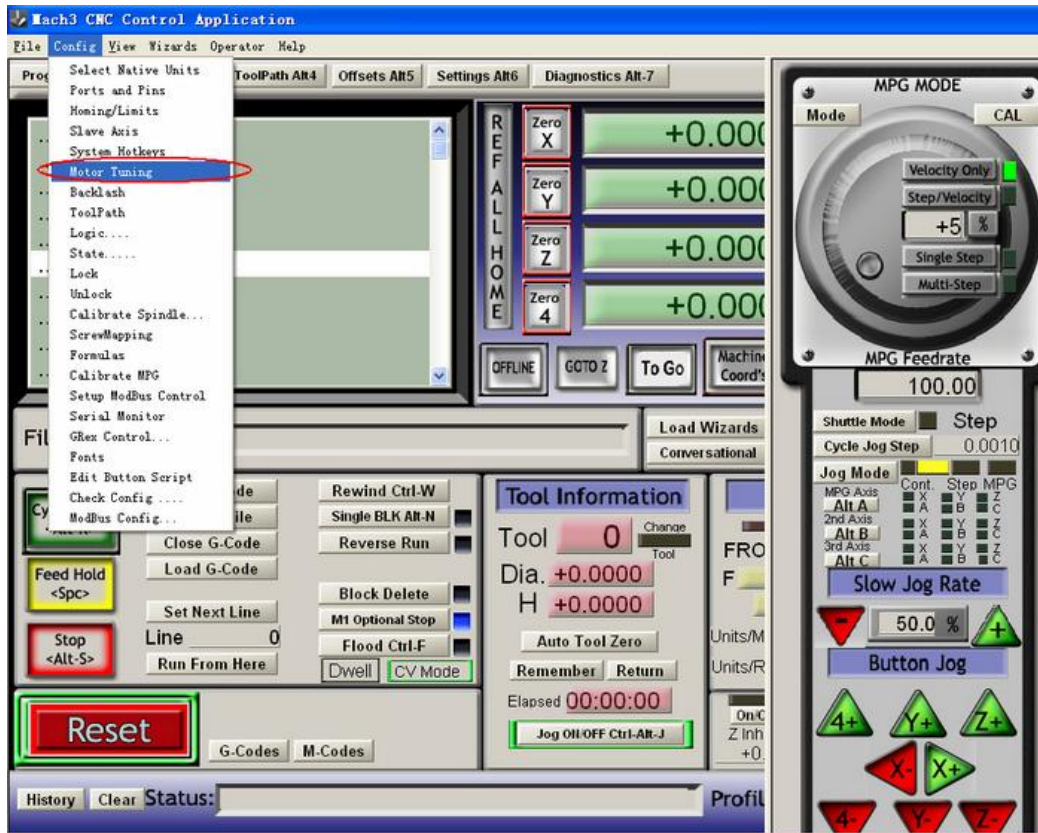 Mach3 CNC Control Application
File Config View Wizards Operator Help
Prog ToolPath Alt4 Offsets Alt5 Settings Alt6 Diagnostics Alt-7
Select Native Units
Ports and Pins
Homing/Limits
Slave Axis
System Hotkeys
Motor Tuning
Backlash
ToolPath
Logic....
State.....
Lock
Unlock
Calibrate Spindle...
ScrewMapping
Formulas
Calibrate MPG
Setup ModBus Control
Serial Monitor
GRex Control...
Fonts
Edit Button Script
Check Config ....
ModBus Config...
REF ALL HOME
Zero X +0.000
Zero Y +0.000
Zero Z +0.000
Zero 4 +0.000
OFFLINE GOTO Z To Go Machine Coord's
Fil
Load Wizards
Conversational
Cy
de
ile
Close G-Code
Load G-Code
Set Next Line
Line 0
Run From Here
Feed Hold
<Spc>
Stop
<Alt-S>
Rewind Ctrl-W
Single BLK Alt-N
Reverse Run
Block Delete
M1 Optional Stop
Flood Ctrl-F
Dwell CV Mode
Reset
G-Codes M-Codes
Tool Information
Tool 0 Change Tool
Dia. +0.0000
H +0.0000
Auto Tool Zero
Remember Return
Elapsed 00:00:00
Jog ON/OFF Ctrl-Alt-J
FRO
F
Units/M
Units/R
On/O
Z Inh
+0.
History Clear Status: Profil
MPG MODE
Mode CAL
Velocity Only
Step/Velocity
+5 %
Single Step
Multi-Step
MPG Feedrate
100.00
Shuttle Mode Step
Cycle Jog Step 0.0010
Jog Mode Cont. Step MPG
MPG Axis
Alt A X Y Z
A B C
2nd Axis
Alt B X Y Z
A B C
3rd Axis
Alt C X Y Z
A B C
Slow Jog Rate
- 50.0 % +
Button Jog
4+ Y+ Z+
X- X+
4- Y- Z-